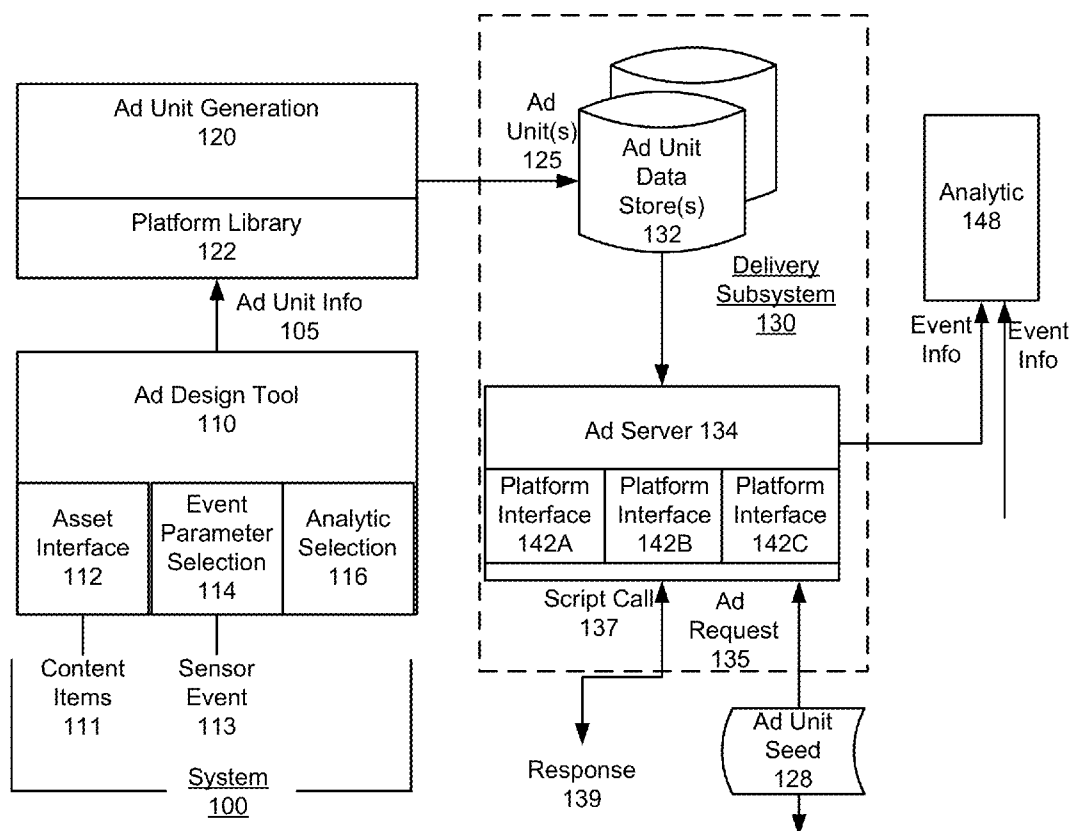 Ad Unit Generation
120
Platform Library
122
Ad Unit Info
105
Ad Design Tool
110
Asset
Interface
112
Event
Parameter
Selection
114
Analytic
Selection
116
Content
Items
111
Sensor
Event
113
System
100
Ad
Unit(s)
125
Ad Unit
Data
Store(s)
132
Delivery
Subsystem
130
Ad Server 134
Platform
Interface
142A
Platform
Interface
142B
Platform
Interface
142C
Script Call
137
Ad
Request
135
Response
139
Ad Unit
Seed
128
Analytic
148
Event
Info
Event
Info